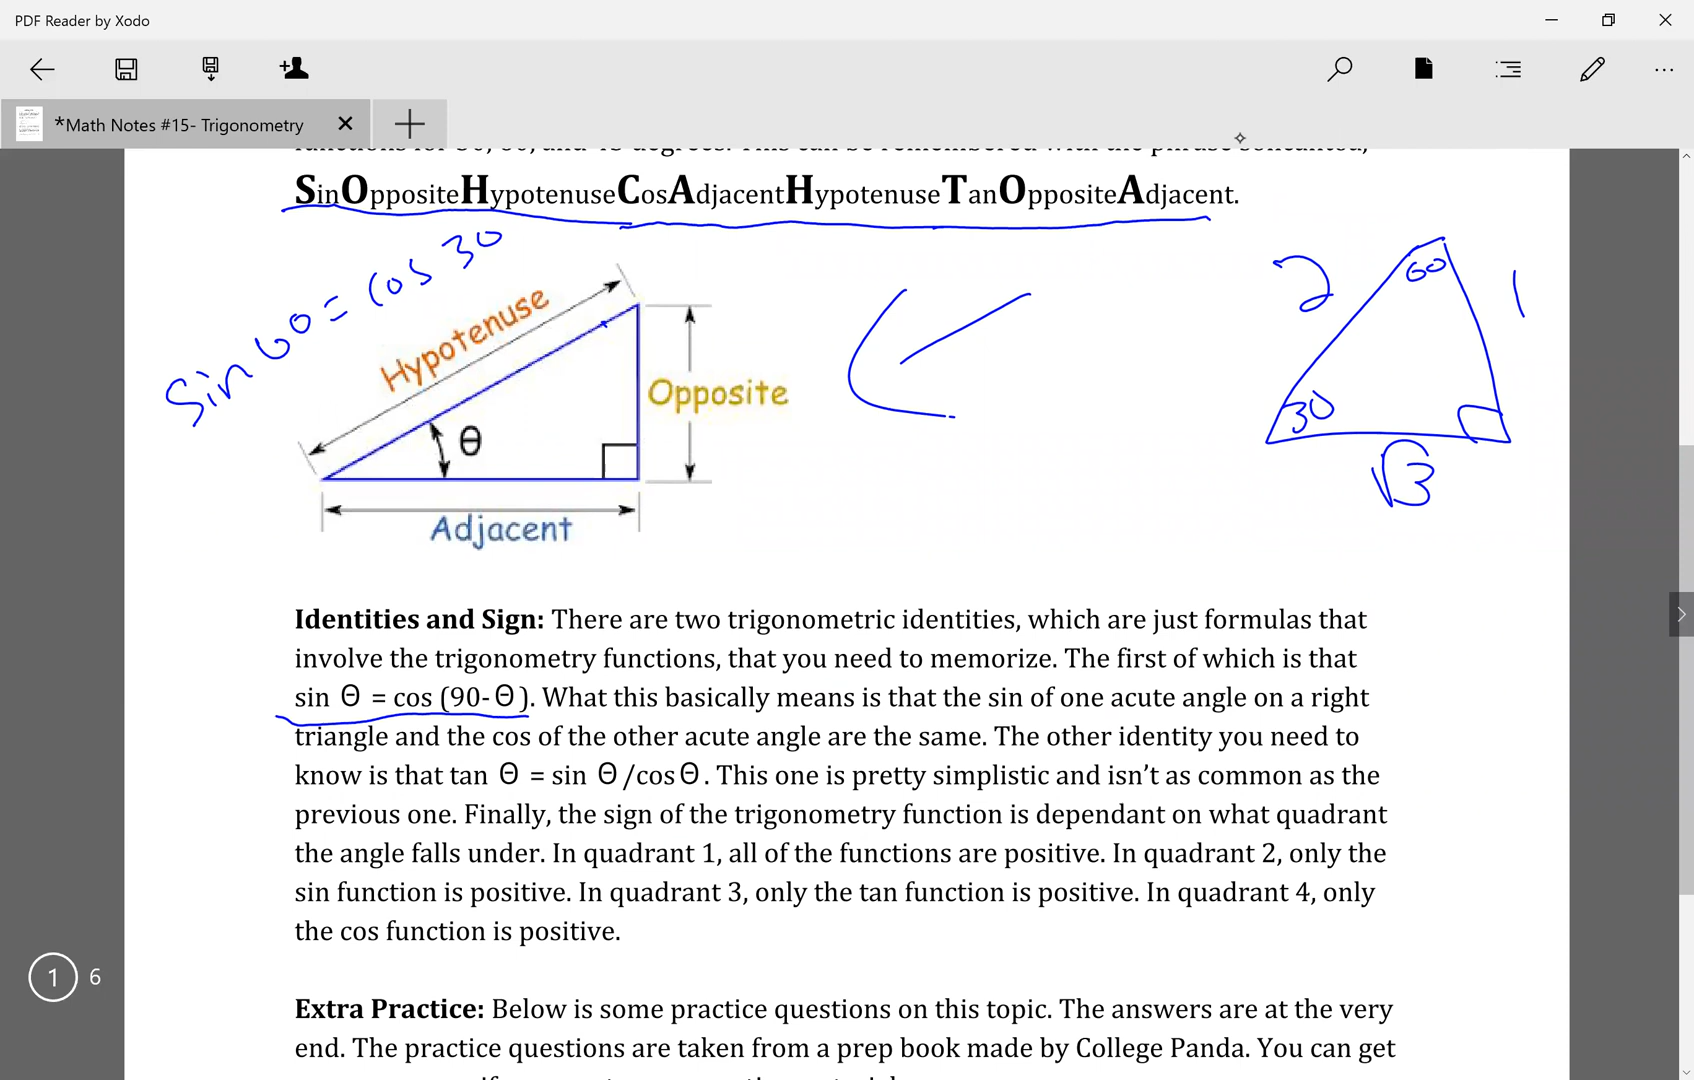 PDF Reader by Xodo
*Math Notes #15- Trigonometry
SinOppositeHypotenuseCosAdjacentHypotenuse TanOppositeAdjacent.
sin 60 = cos 30
Hypotenuse
Opposite
θ
Adjacent
2
60
1
30
√3
Identities and Sign: There are two trigonometric identities, which are just formulas that
involve the trigonometry functions, that you need to memorize. The first of which is that
sin Θ = cos (90-Θ). What this basically means is that the sin of one acute angle on a right
triangle and the cos of the other acute angle are the same. The other identity you need to
know is that tan Θ = sin Θ/cosΘ. This one is pretty simplistic and isn't as common as the
previous one. Finally, the sign of the trigonometry function is dependant on what quadrant
the angle falls under. In quadrant 1, all of the functions are positive. In quadrant 2, only the
sin function is positive. In quadrant 3, only the tan function is positive. In quadrant 4, only
the cos function is positive.
1 6
Extra Practice: Below is some practice questions on this topic. The answers are at the very
end. The practice questions are taken from a prep book made by College Panda. You can get